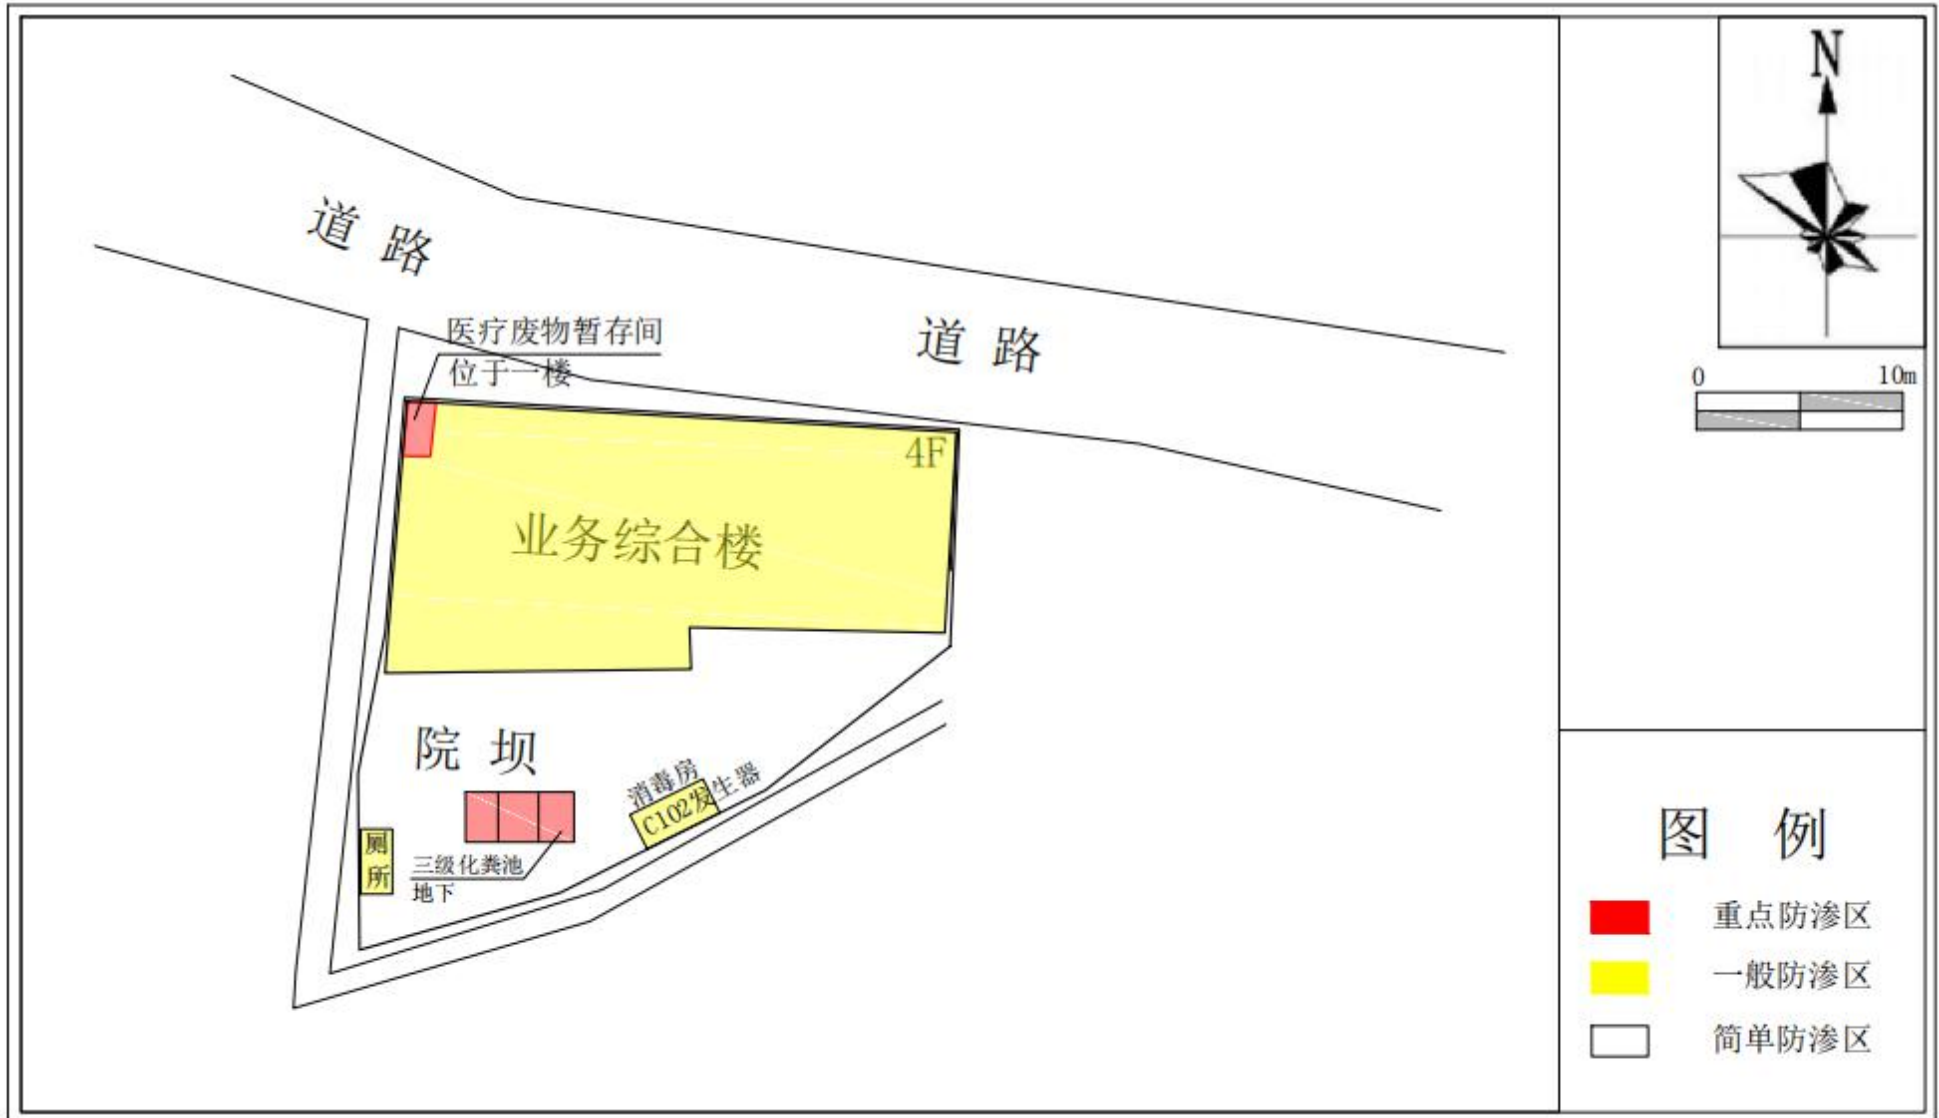 N
0 10m
道 路
道 路
医疗废物暂存间
位于一楼
4F
业务综合楼
院 坝
消毒房
C102发生器
厕所
三级化粪池
地下
图 例
重点防渗区
一般防渗区
简单防渗区